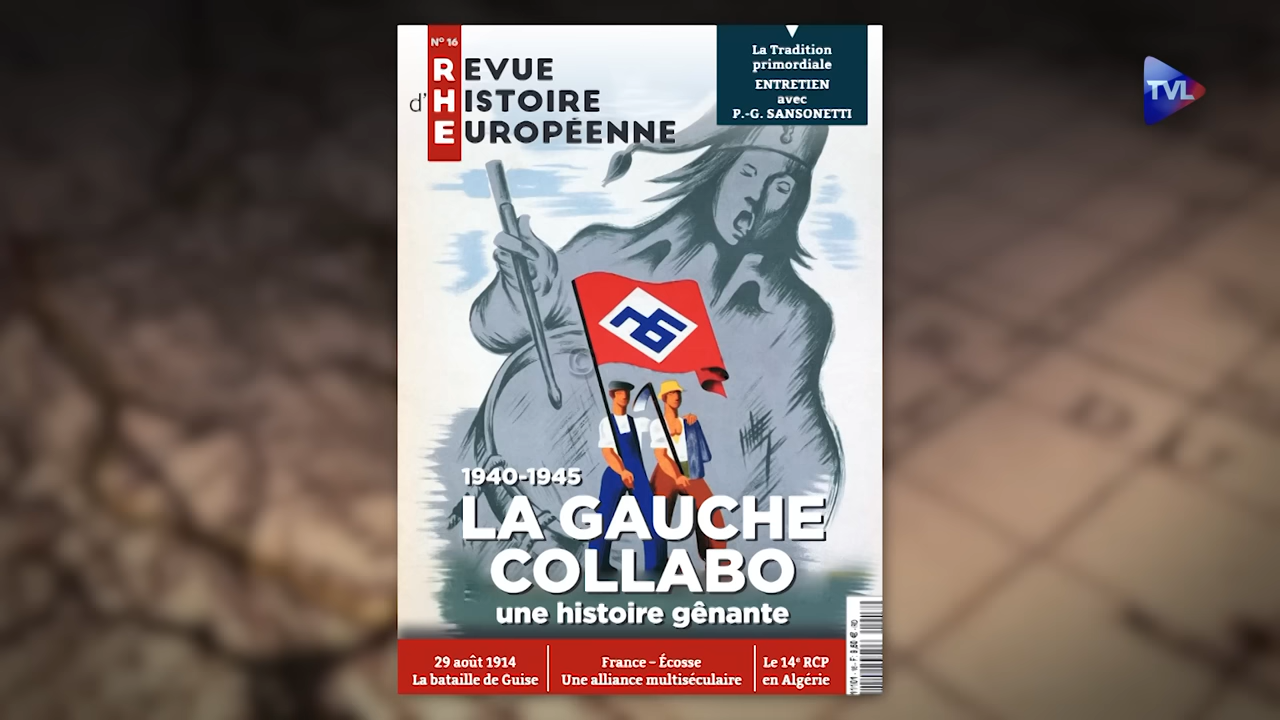 Nº 16
REVUE
d'HISTOIRE
EUROPÉENNE
La Tradition
primordiale
ENTRETIEN
avec
P.-G. SANSONETTI
TVL
1940-1945
LA GAUCHE
COLLABO
une histoire gênante
29 août 1914
La bataille de Guise
France – Écosse
Une alliance multiséculaire
Le 14ᵉ RCP
en Algérie